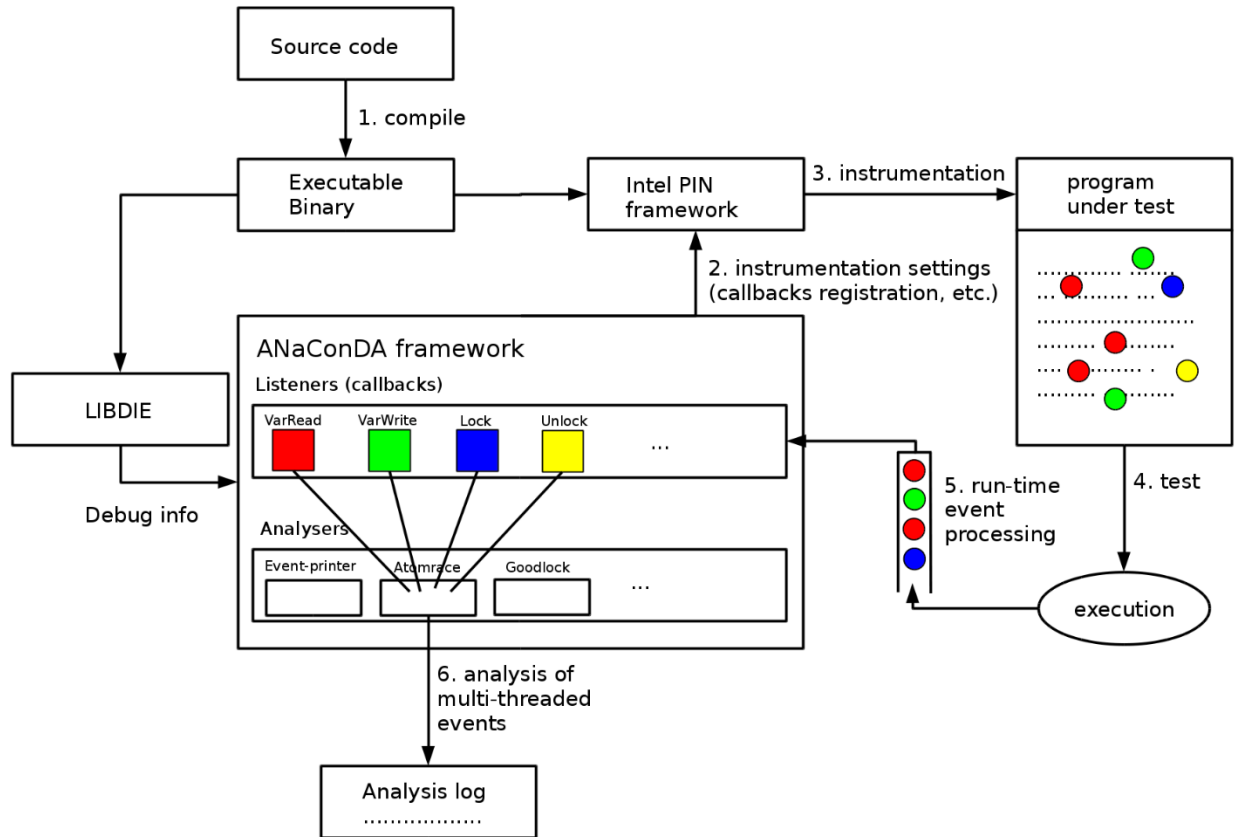 Source code
1. compile
Executable
Binary
Intel PIN
framework
3. instrumentation
program
under test
2. instrumentation settings
(callbacks registration, etc.)
ANaConDA framework
Listeners (callbacks)
VarRead
VarWrite
Lock
Unlock
...
LIBDIE
Debug info
Analysers
Event-printer
Atomrace
Goodlock
...
5. run-time
event
processing
4. test
execution
6. analysis of
multi-threaded
events
Analysis log
.................